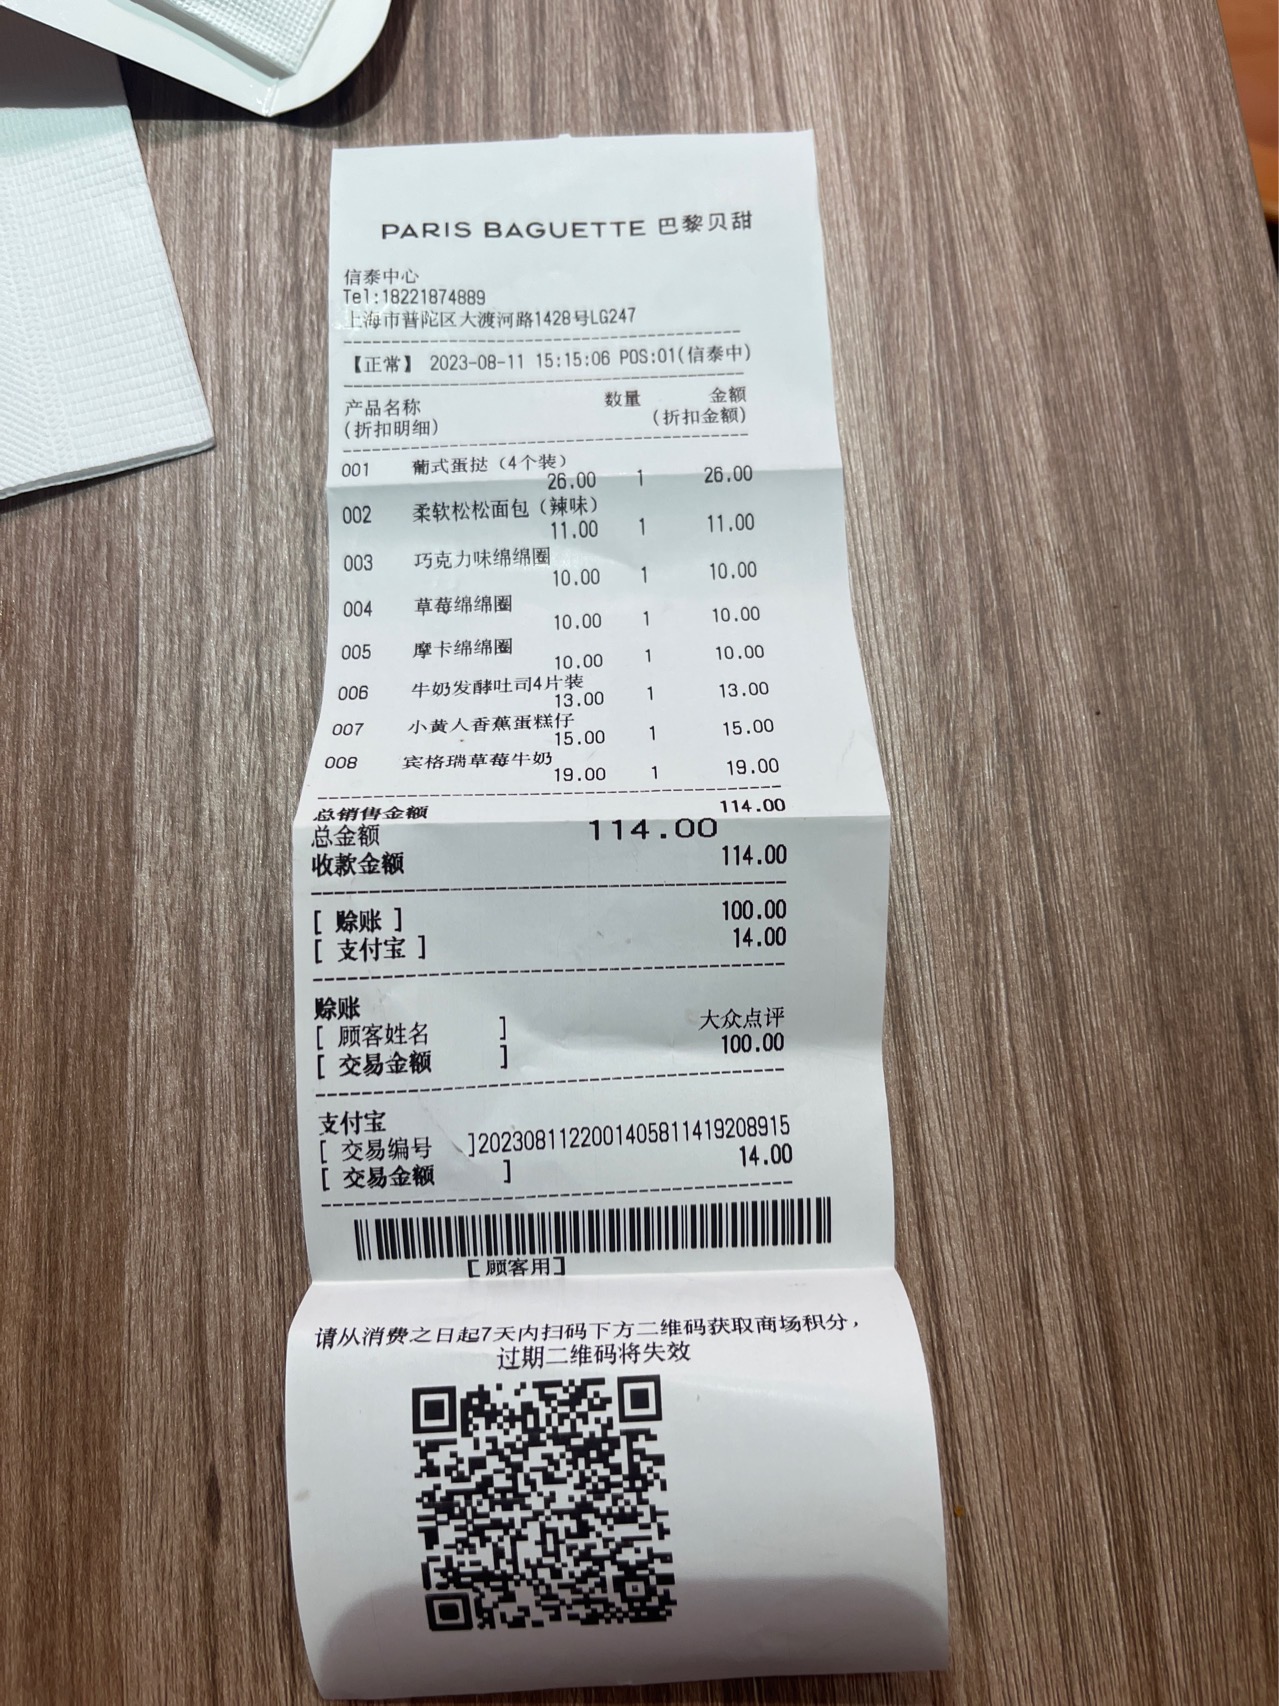 PARIS BAGUETTE 巴黎贝甜
信泰中心
Tel:18221874889
上海市普陀区大渡河路1428号LG247
【正常】 2023-08-11 15:15:06 POS:01(信泰中)
产品名称 数量 金额
(折扣明细) (折扣金额)
001 葡式蛋挞（4个装）
26.00 1 26.00
002 柔软松松面包（辣味）
11.00 1 11.00
003 巧克力味绵绵圈
10.00 1 10.00
004 草莓绵绵圈
10.00 1 10.00
005 摩卡绵绵圈
10.00 1 10.00
006 牛奶发酵吐司4片装
13.00 1 13.00
007 小黄人香蕉蛋糕仔
15.00 1 15.00
008 宾格瑞草莓牛奶
19.00 1 19.00
总销售金额 114.00
总金额 114.00
收款金额 114.00
[ 赊账 ] 100.00
[ 支付宝 ] 14.00
赊账
[ 顾客姓名 ] 大众点评
[ 交易金额 ] 100.00
支付宝
[ 交易编号 ]2023081122001405811419208915
[ 交易金额 ] 14.00
[ 顾客用]
请从消费之日起7天内扫码下方二维码获取商场积分，
过期二维码将失效